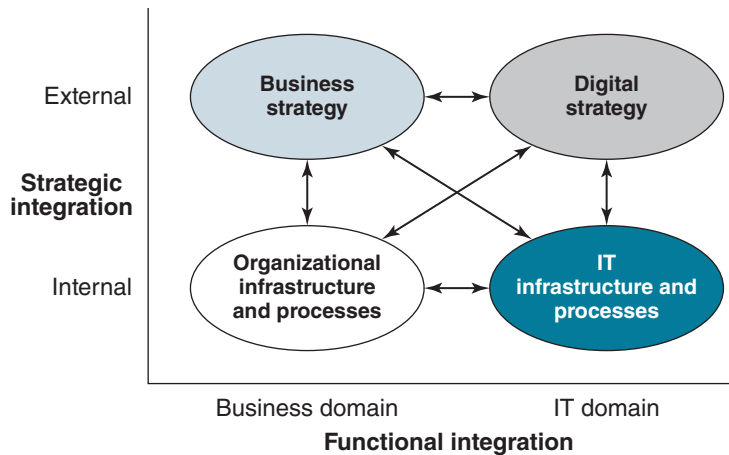 External
Business
strategy
Digital
strategy
Strategic
integration
Internal
Organizational
infrastructure
and processes
IT
infrastructure and
processes
Business domain
IT domain
Functional integration